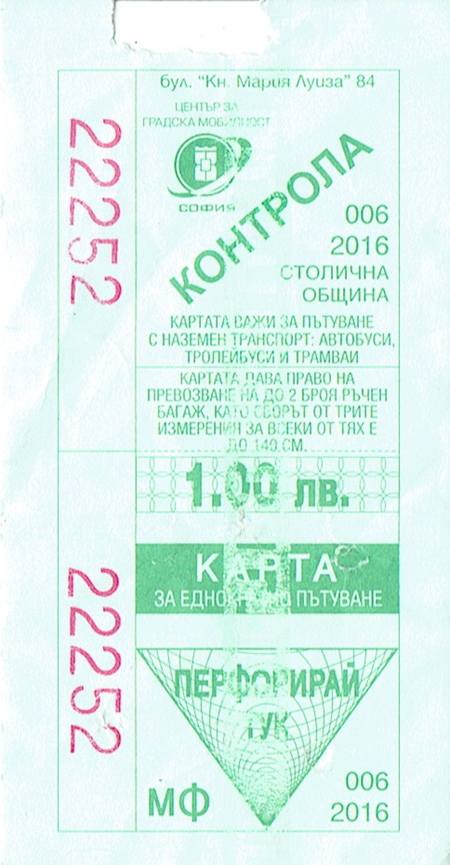 бул. "Кн. Мария Луиза" 84
ЦЕНТЪР ЗА
ГРАДСКА МОБИЛНОСТ
СОФИЯ
КОНТРОЛА
006
2016
СТОЛИЧНА
ОБЩИНА
КАРТАТА ВАЖИ ЗА ПЪТУВАНЕ
С НАЗЕМЕН ТРАНСПОРТ: АВТОБУСИ,
ТРОЛЕЙБУСИ И ТРАМВАИ
КАРТАТА ДАВА ПРАВО НА
ПРЕВОЗВАНЕ НА ДО 2 БРОЯ РЪЧЕН
БАГАЖ, КАТО СБОРЪТ ОТ ТРИТЕ
ИЗМЕРЕНИЯ ЗА ВСЕКИ ОТ ТЯХ Е
ДО 140 СМ.
1.00 лв.
КАРТА
ЗА ЕДНОКРАТНО ПЪТУВАНЕ
ПЕРФОРИРАЙ
ТУК
МФ
006
2016
22252
22252